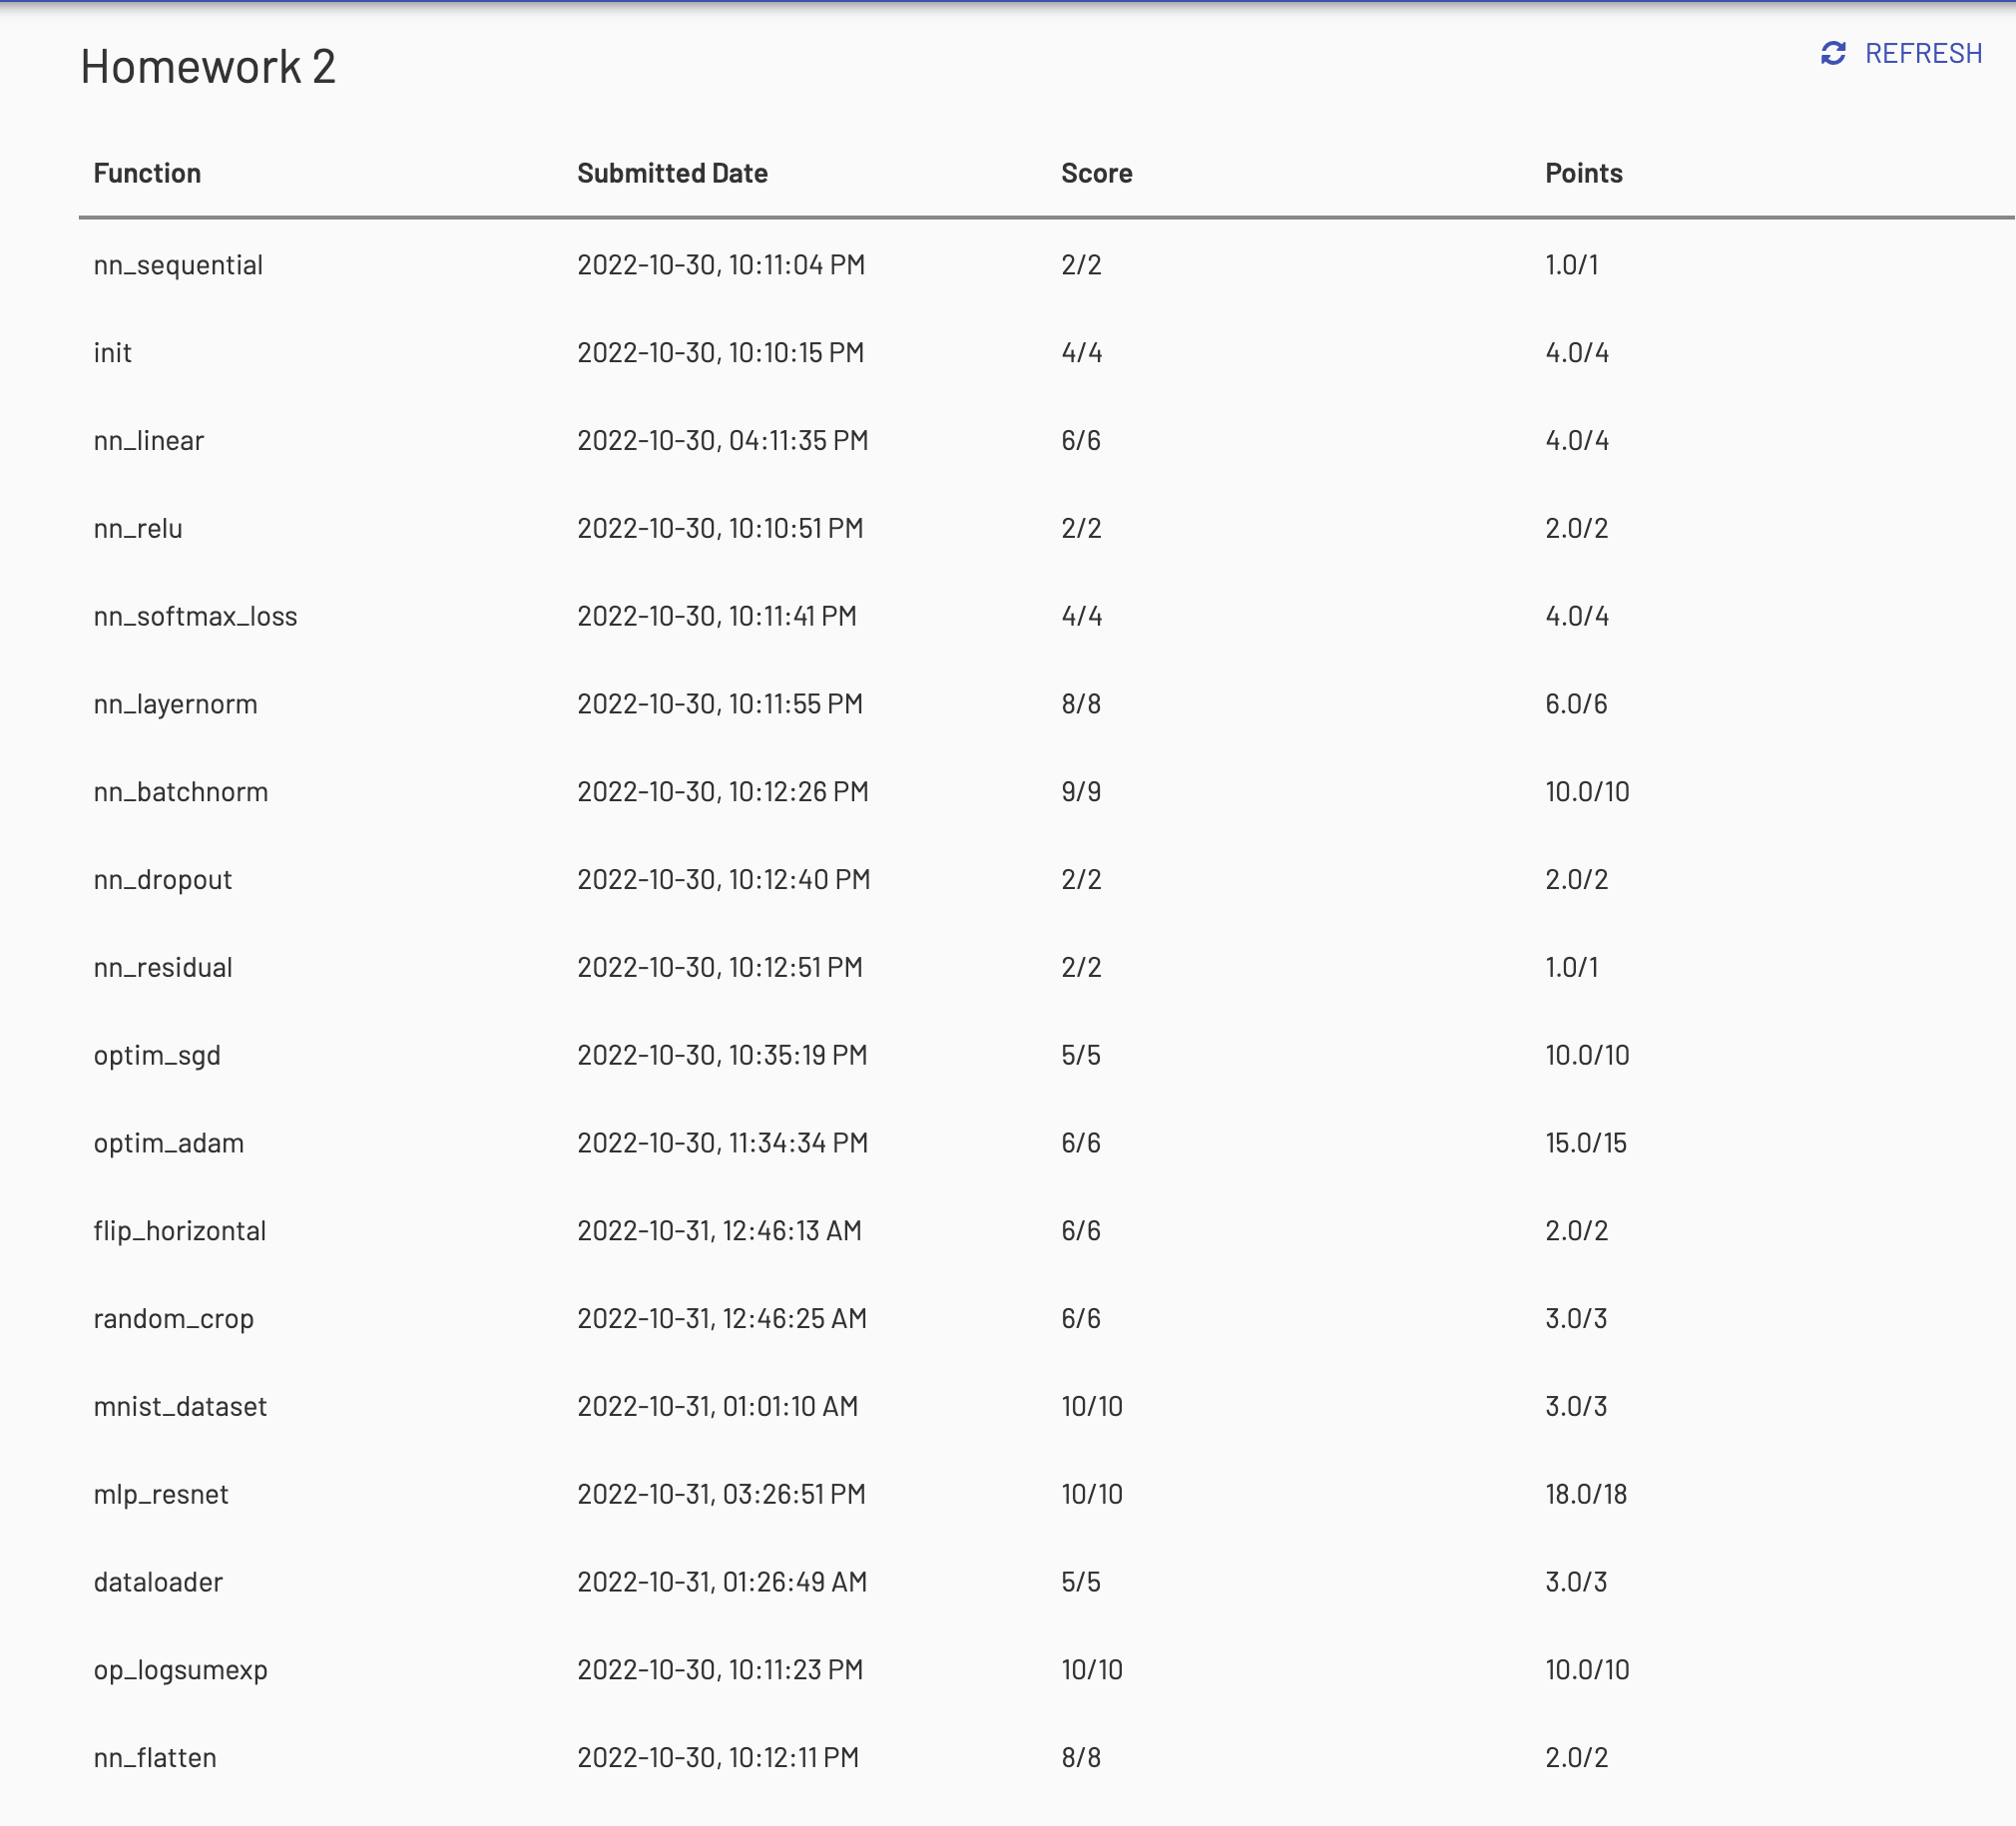 Homework 2
REFRESH
Function Submitted Date Score Points
nn_sequential 2022-10-30, 10:11:04 PM 2/2 1.0/1
init 2022-10-30, 10:10:15 PM 4/4 4.0/4
nn_linear 2022-10-30, 04:11:35 PM 6/6 4.0/4
nn_relu 2022-10-30, 10:10:51 PM 2/2 2.0/2
nn_softmax_loss 2022-10-30, 10:11:41 PM 4/4 4.0/4
nn_layernorm 2022-10-30, 10:11:55 PM 8/8 6.0/6
nn_batchnorm 2022-10-30, 10:12:26 PM 9/9 10.0/10
nn_dropout 2022-10-30, 10:12:40 PM 2/2 2.0/2
nn_residual 2022-10-30, 10:12:51 PM 2/2 1.0/1
optim_sgd 2022-10-30, 10:35:19 PM 5/5 10.0/10
optim_adam 2022-10-30, 11:34:34 PM 6/6 15.0/15
flip_horizontal 2022-10-31, 12:46:13 AM 6/6 2.0/2
random_crop 2022-10-31, 12:46:25 AM 6/6 3.0/3
mnist_dataset 2022-10-31, 01:01:10 AM 10/10 3.0/3
mlp_resnet 2022-10-31, 03:26:51 PM 10/10 18.0/18
dataloader 2022-10-31, 01:26:49 AM 5/5 3.0/3
op_logsumexp 2022-10-30, 10:11:23 PM 10/10 10.0/10
nn_flatten 2022-10-30, 10:12:11 PM 8/8 2.0/2